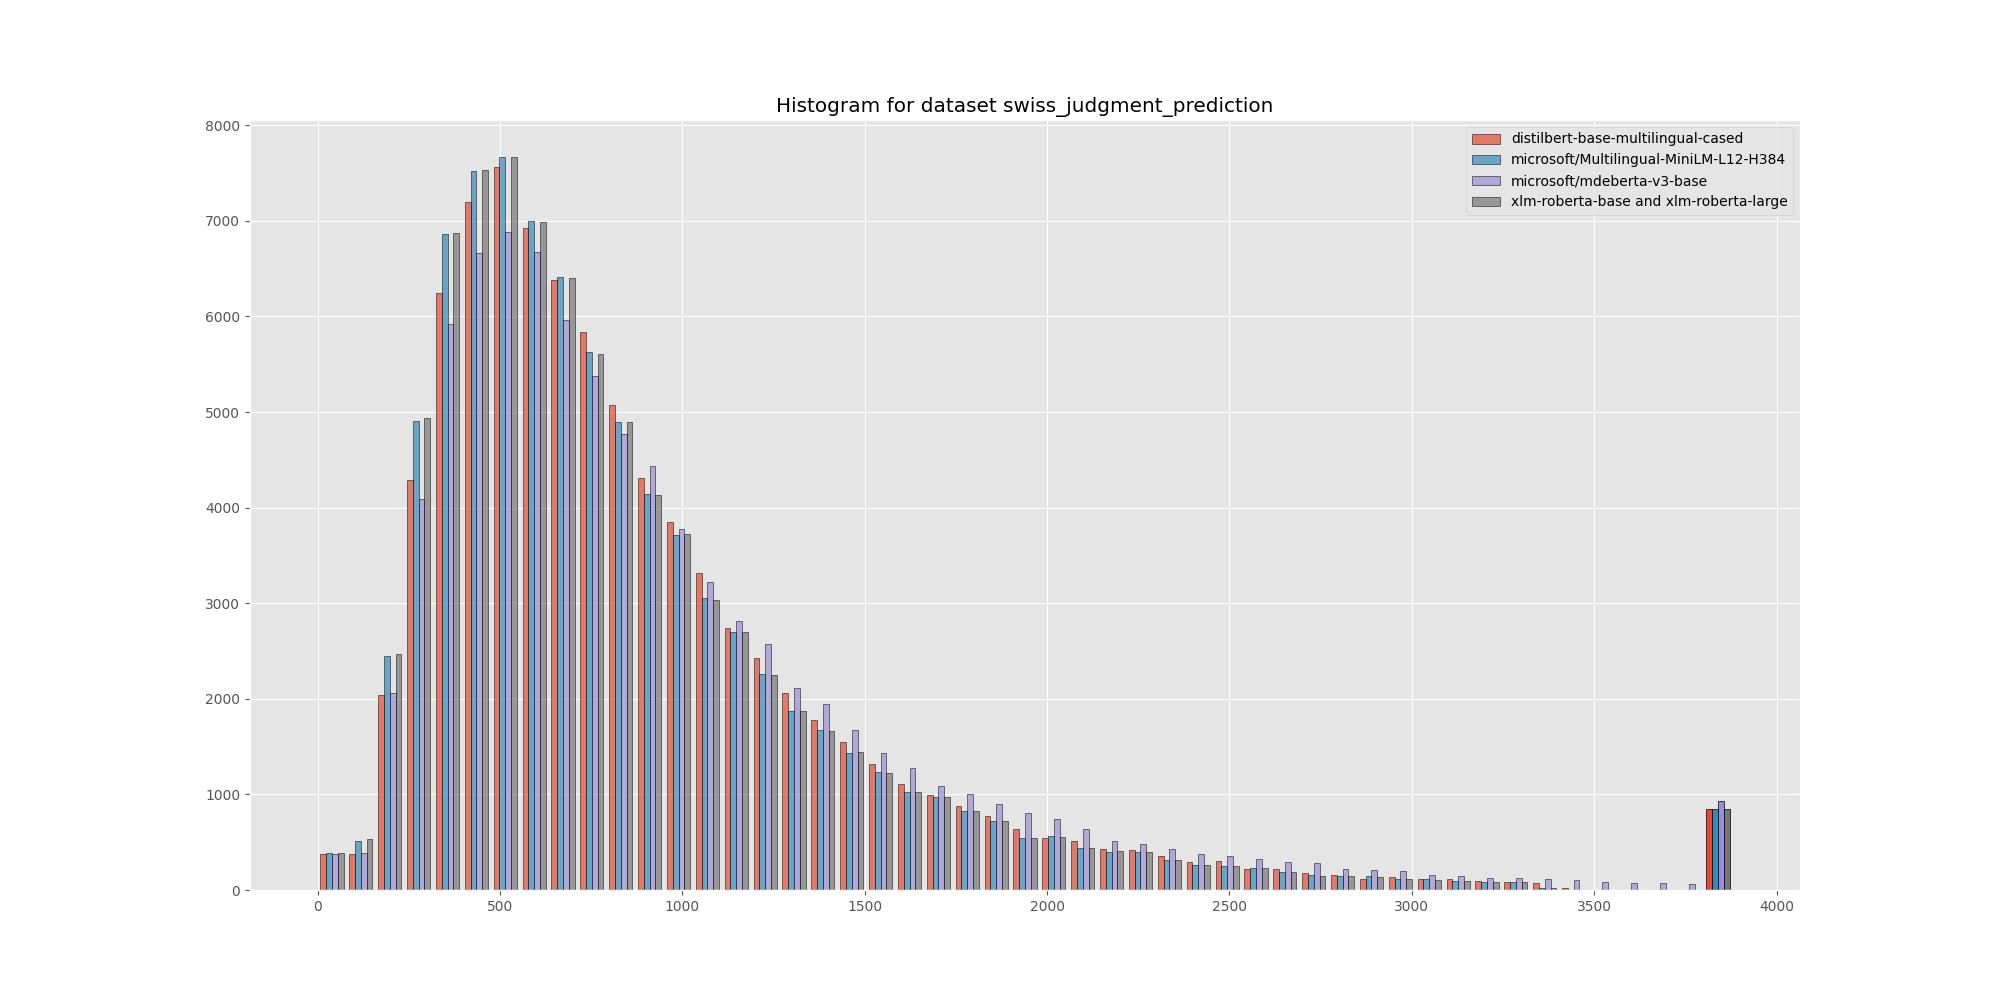 Histogram for dataset swiss_judgment_prediction
distilbert-base-multilingual-cased
microsoft/Multilingual-MiniLM-L12-H384
microsoft/mdeberta-v3-base
xlm-roberta-base and xlm-roberta-large
8000
7000
6000
5000
4000
3000
2000
1000
0
0 500 1000 1500 2000 2500 3000 3500 4000